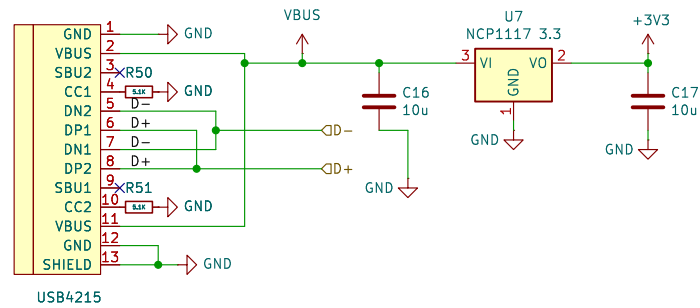 VBUS
U7
NCP1117 3.3
+3V3
GND 1 GND
VBUS 2
SBU2 3 R50
CC1 4 5.1K GND
D-
DN2 5
D+
DP1 6 D-
D-
DN1 7
D+
DP2 8 D+
SBU1 9 R51
CC2 10 5.1K GND
VBUS 11
GND 12
SHIELD 13 GND
USB4215
C16
10u
GND
3 VI VO 2
GND
1
GND
C17
10u
GND